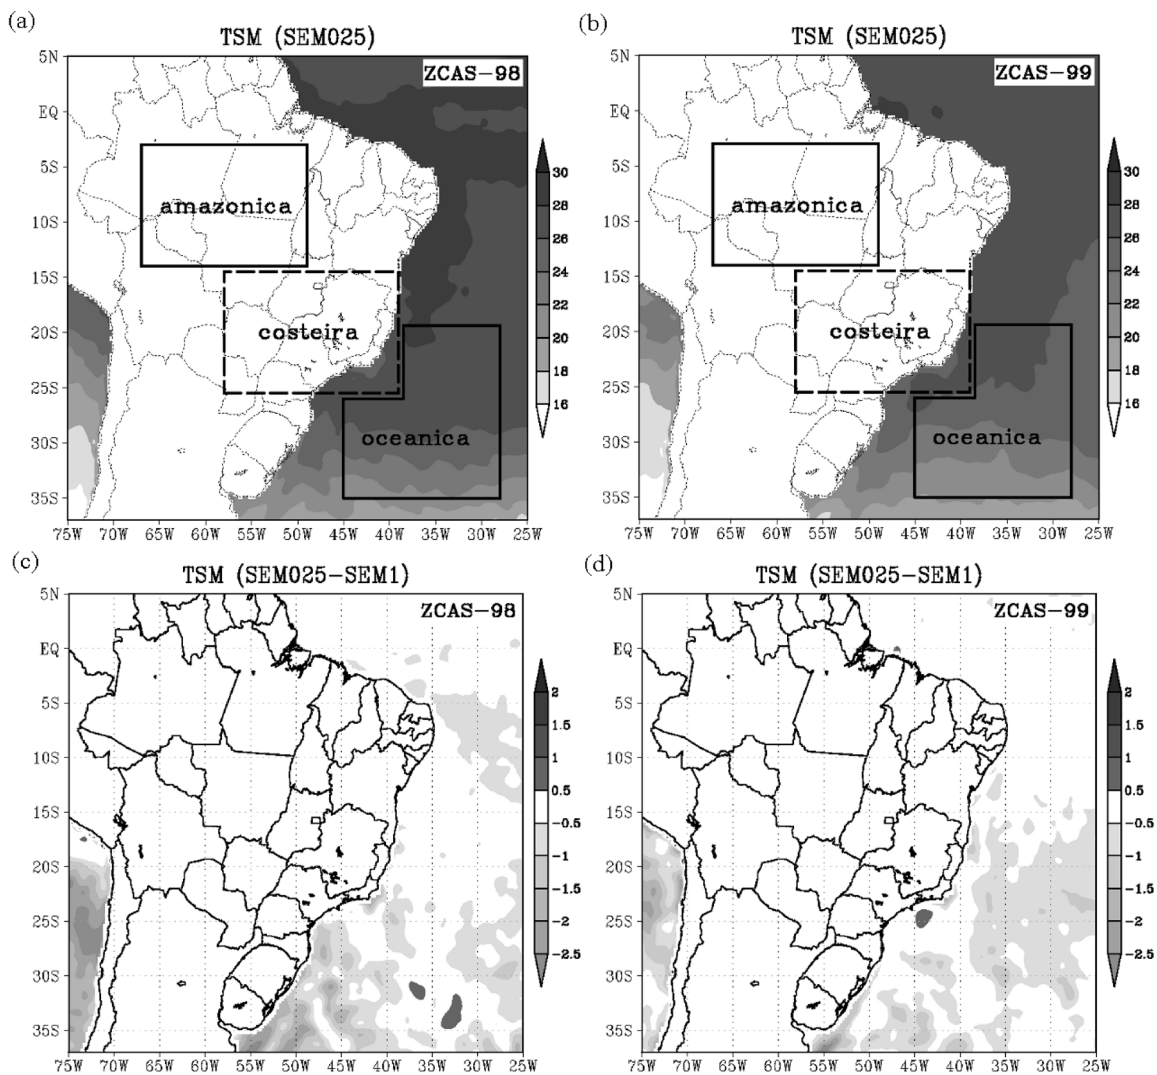 (a)
TSM (SEM025)
ZCAS-98
5N
EQ
5S
10S
15S
20S
25S
30S
35S
75W 70W 65W 60W 55W 50W 45W 40W 35W 30W 25W
amazonica
costeira
oceanica
30
28
26
24
22
20
18
16
(b)
TSM (SEM025)
ZCAS-99
5N
EQ
5S
10S
15S
20S
25S
30S
35S
75W 70W 65W 60W 55W 50W 45W 40W 35W 30W 25W
amazonica
costeira
oceanica
30
28
26
24
22
20
18
16
(c)
TSM (SEM025-SEM1)
ZCAS-98
5N
EQ
5S
10S
15S
20S
25S
30S
35S
75W 70W 65W 60W 55W 50W 45W 40W 35W 30W 25W
2
1.5
1
0.5
-0.5
-1
-1.5
-2
-2.5
(d)
TSM (SEM025-SEM1)
ZCAS-99
5N
EQ
5S
10S
15S
20S
25S
30S
35S
75W 70W 65W 60W 55W 50W 45W 40W 35W 30W 25W
2
1.5
1
0.5
-0.5
-1
-1.5
-2
-2.5